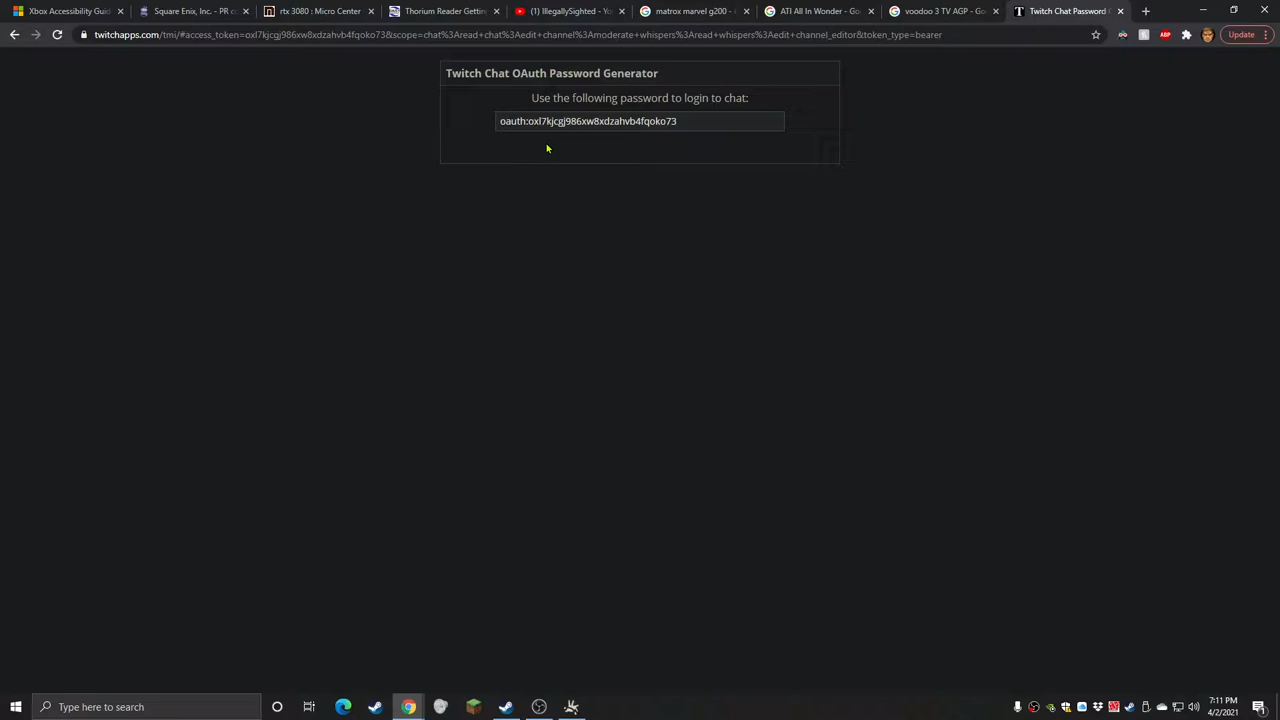 Xbox Accessibility Guid
Square Enix, Inc. - PR c
rtx 3080 : Micro Center
Thorium Reader Getting
(1) IllegallySighted - Yo
matrox marvel g200 -
ATI All In Wonder - Go
voodoo 3 TV AGP - Go
Twitch Chat Password
twitchapps.com/tmi/#access_token=oxl7kjcgj986xw8xdzahvb4fqoko73&scope=chat%3Aread+chat%3Aedit+channel%3Amoderate+whispers%3Aread+whispers%3Aedit+channel_editor&token_type=bearer
ABP
Update
Twitch Chat OAuth Password Generator
Use the following password to login to chat:
oauth:oxl7kjcgj986xw8xdzahvb4fqoko73
Type here to search
7:11 PM
4/2/2021